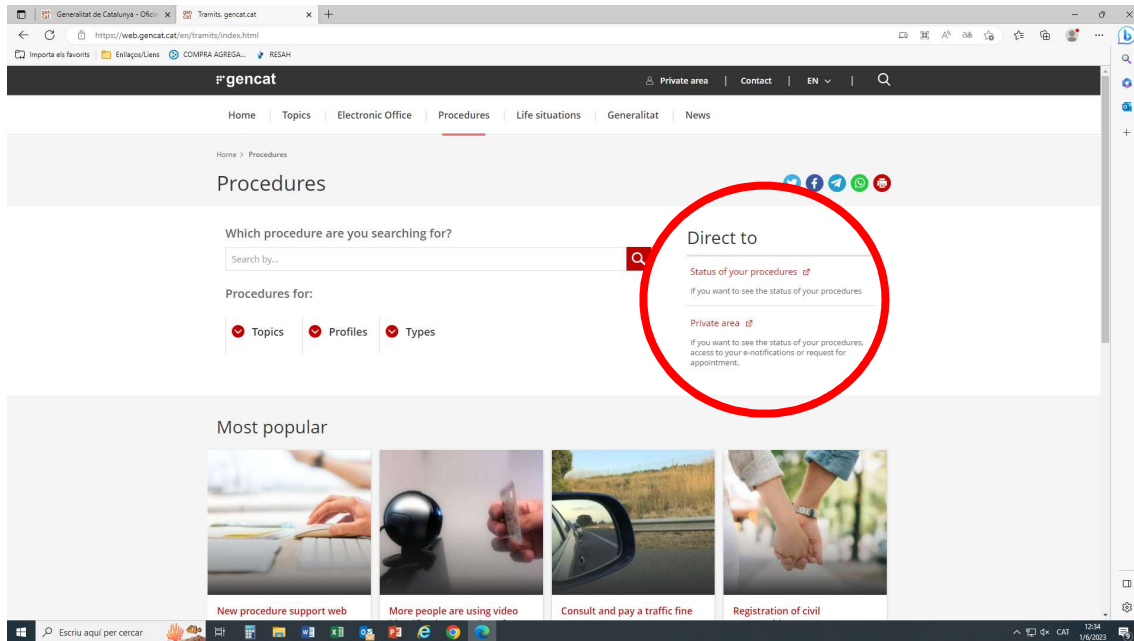 Generalitat de Catalunya - Oficin
Tramits. gencat.cat
https://web.gencat.cat/en/tramits/index.html
Importa els favorits
Enllaços/Liens
COMPRA AGREGA...
RESAH
gencat
Private area | Contact | EN |
Home | Topics | Electronic Office | Procedures | Life situations | Generalitat | News
Home > Procedures
Procedures
Which procedure are you searching for?
Search by...
Procedures for:
Topics
Profiles
Types
Direct to
Status of your procedures
If you want to see the status of your procedures
Private area
If you want to see the status of your procedures,
access to your e-notifications or request for
appointment.
Most popular
New procedure support web
More people are using video
Consult and pay a traffic fine
Registration of civil
Escriu aquí per cercar
CAT
12:34
1/6/2023